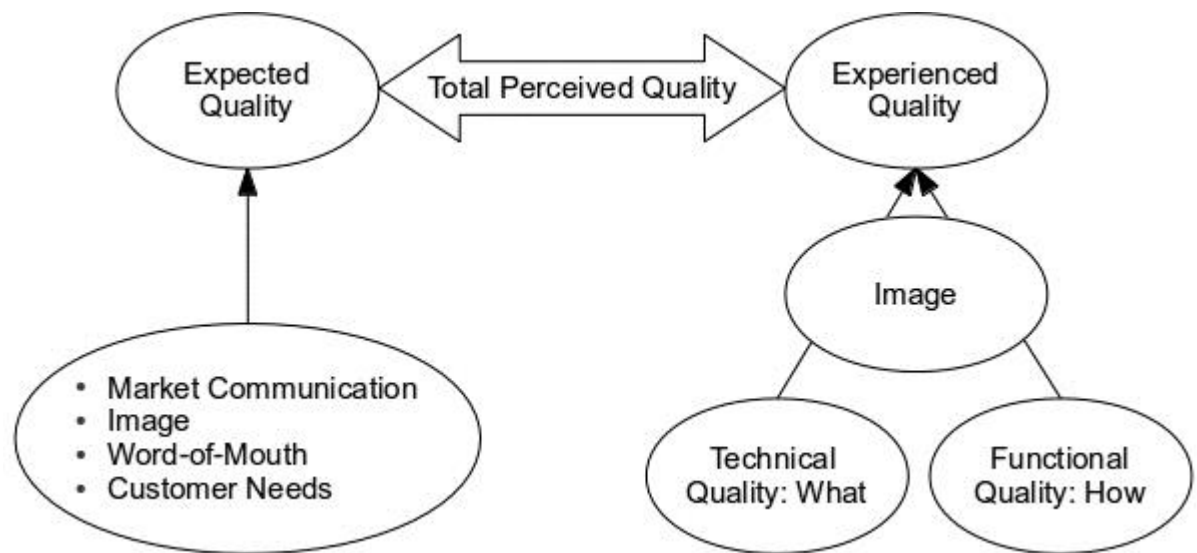 Expected
Quality
Total Perceived Quality
Experienced
Quality
Image
• Market Communication
• Image
• Word-of-Mouth
• Customer Needs
Technical
Quality: What
Functional
Quality: How